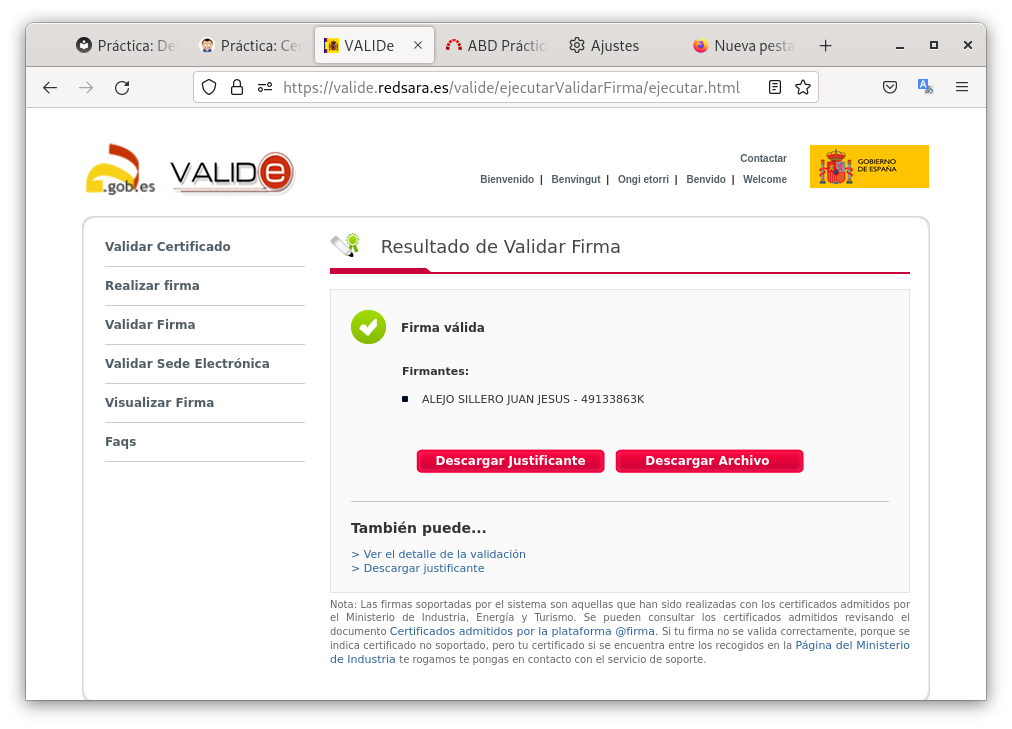 Práctica: De
Práctica: Cer
VALIDe
ABD Práctic
Ajustes
Nueva pesta
https://valide.redsara.es/valide/ejecutarValidarFirma/ejecutar.html
.gob.es
VALIDe
Contactar
Bienvenido | Benvingut | Ongi etorri | Benvido | Welcome
GOBIERNO
DE ESPAÑA
Validar Certificado
Realizar firma
Validar Firma
Validar Sede Electrónica
Visualizar Firma
Faqs
Resultado de Validar Firma
Firma válida
Firmantes:
ALEJO SILLERO JUAN JESUS - 49133863K
Descargar Justificante
Descargar Archivo
También puede...
> Ver el detalle de la validación
> Descargar justificante
Nota: Las firmas soportadas por el sistema son aquellas que han sido realizadas con los certificados admitidos por
el Ministerio de Industria, Energía y Turismo. Se pueden consultar los certificados admitidos revisando el
documento Certificados admitidos por la plataforma @firma. Si tu firma no se valida correctamente, porque se
indica certificado no soportado, pero tu certificado si se encuentra entre los recogidos en la Página del Ministerio
de Industria te rogamos te pongas en contacto con el servicio de soporte.